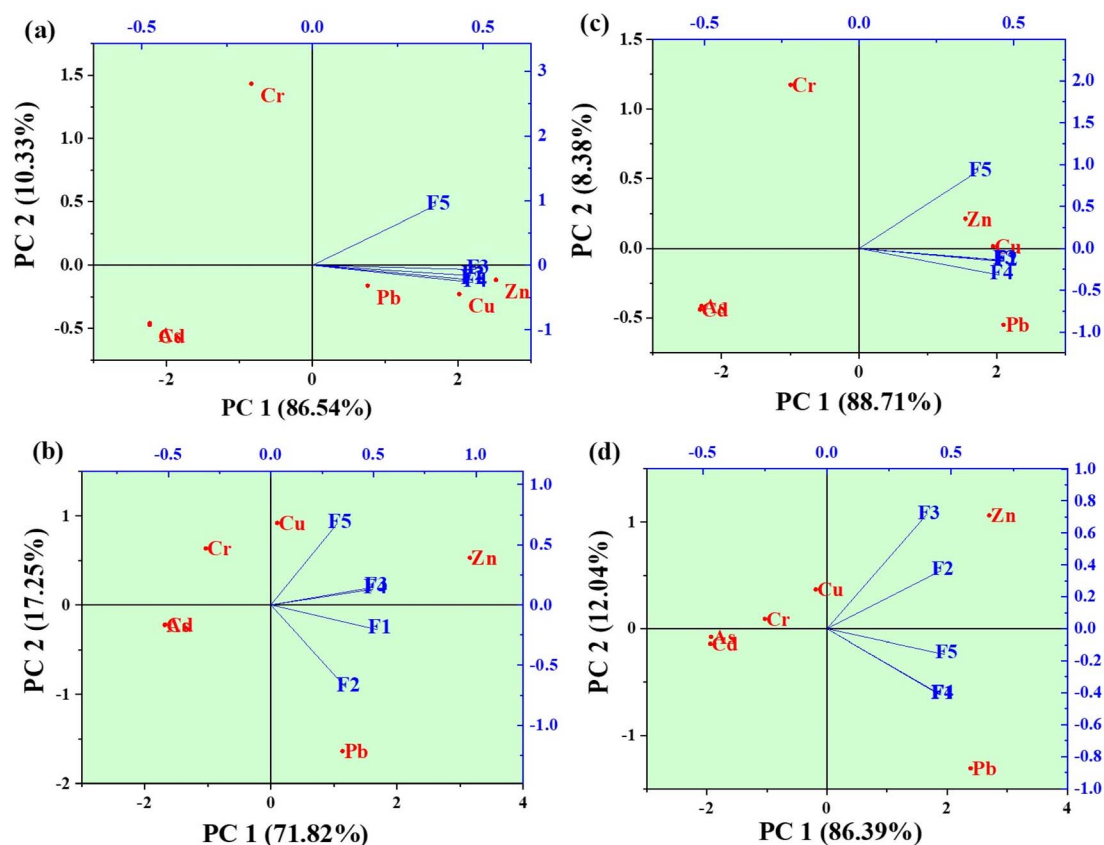 (a)
-0.5 0.0 0.5
PC 2 (10.33%)
1.5
1.0
0.5
0.0
-0.5
3
2
1
0
-1
Cr
F5
F3
F4
Pb
Cu
Zn
Cd
-2 0 2
PC 1 (86.54%)
(c)
-0.5 0.0 0.5
PC 2 (8.38%)
1.5
1.0
0.5
0.0
-0.5
2.0
1.5
1.0
0.5
0.0
-0.5
-1.0
Cr
F5
Zn
Cu
F4
As
Cd
Pb
-2 0 2
PC 1 (88.71%)
(b)
-0.5 0.0 0.5 1.0
PC 2 (17.25%)
1
0
-1
-2
1.0
0.5
0.0
-0.5
-1.0
Cu
F5
Cr
Zn
F3
F4
F1
Cd
F2
Pb
-2 0 2 4
PC 1 (71.82%)
(d)
-0.5 0.0 0.5
PC 2 (12.04%)
1
0
-1
1.0
0.8
0.6
0.4
0.2
0.0
-0.2
-0.4
-0.6
-0.8
-1.0
F3
Zn
F2
Cu
Cr
As
Cd
F5
F1
Pb
-2 0 2 4
PC 1 (86.39%)